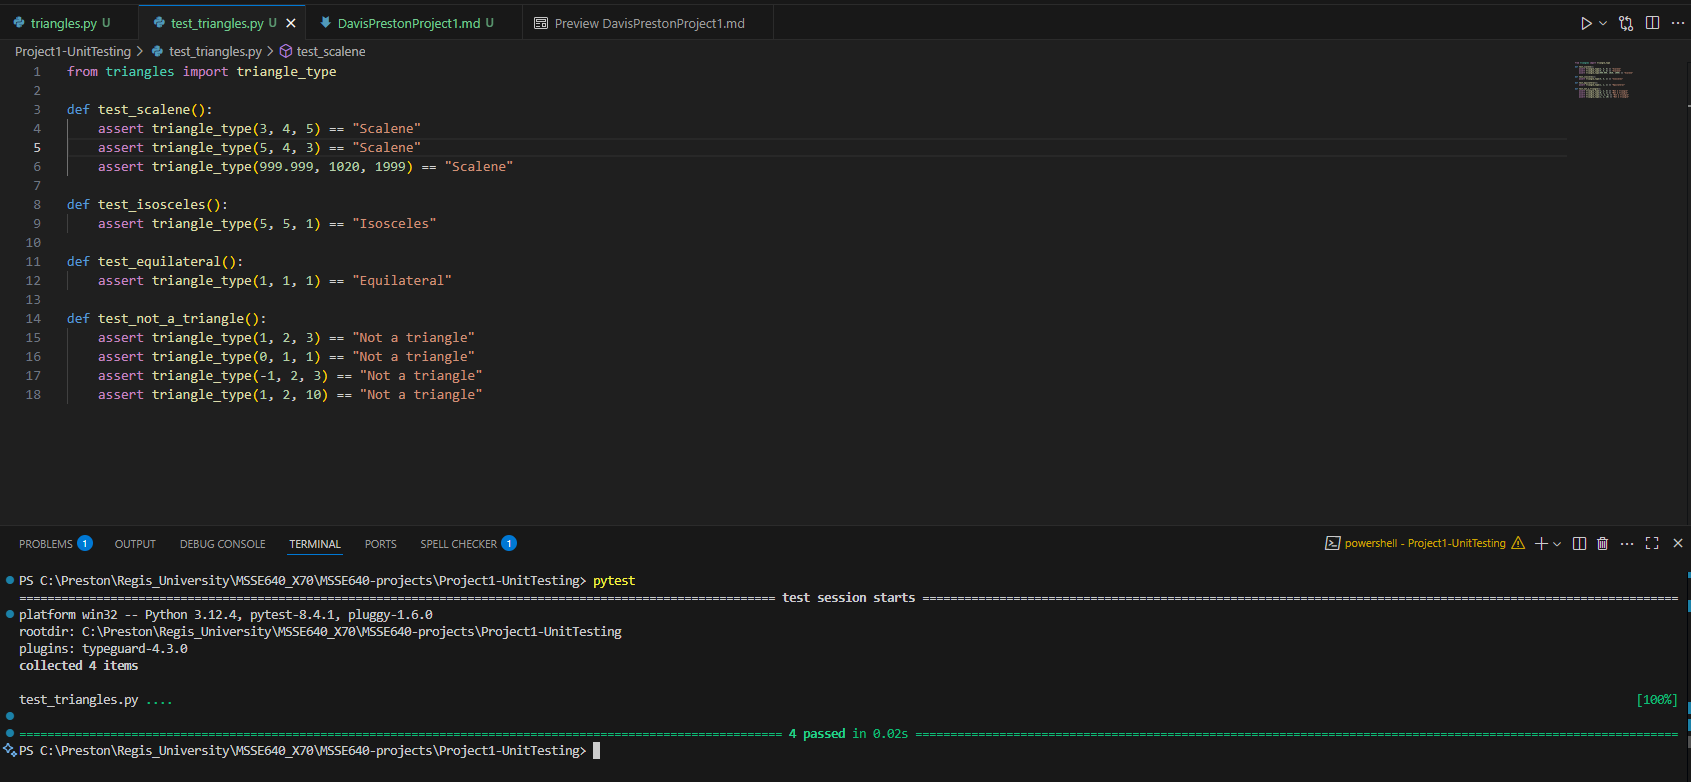 triangles.py U test_triangles.py U DavisPrestonProject1.md U Preview DavisPrestonProject1.md
Project1-UnitTesting > test_triangles.py > test_scalene
1 from triangles import triangle_type
2
3 def test_scalene():
4 assert triangle_type(3, 4, 5) == "Scalene"
5 assert triangle_type(5, 4, 3) == "Scalene"
6 assert triangle_type(999.999, 1020, 1999) == "Scalene"
7
8 def test_isosceles():
9 assert triangle_type(5, 5, 1) == "Isosceles"
10
11 def test_equilateral():
12 assert triangle_type(1, 1, 1) == "Equilateral"
13
14 def test_not_a_triangle():
15 assert triangle_type(1, 2, 3) == "Not a triangle"
16 assert triangle_type(0, 1, 1) == "Not a triangle"
17 assert triangle_type(-1, 2, 3) == "Not a triangle"
18 assert triangle_type(1, 2, 10) == "Not a triangle"
PROBLEMS 1 OUTPUT DEBUG CONSOLE TERMINAL PORTS SPELL CHECKER 1 powershell - Project1-UnitTesting
PS C:\Preston\Regis_University\MSSE640_X70\MSSE640-projects\Project1-UnitTesting> pytest
test session starts
platform win32 -- Python 3.12.4, pytest-8.4.1, pluggy-1.6.0
rootdir: C:\Preston\Regis_University\MSSE640_X70\MSSE640-projects\Project1-UnitTesting
plugins: typeguard-4.3.0
collected 4 items
test_triangles.py .... [100%]
4 passed in 0.02s
PS C:\Preston\Regis_University\MSSE640_X70\MSSE640-projects\Project1-UnitTesting>